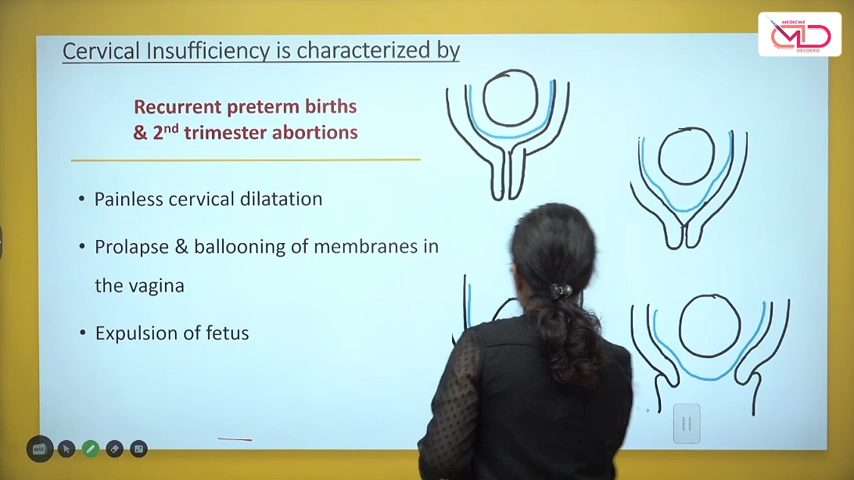 MEDICINE
MD
DECODED
Cervical Insufficiency is characterized by
Recurrent preterm births
& 2nd trimester abortions
• Painless cervical dilatation
• Prolapse & ballooning of membranes in
the vagina
• Expulsion of fetus